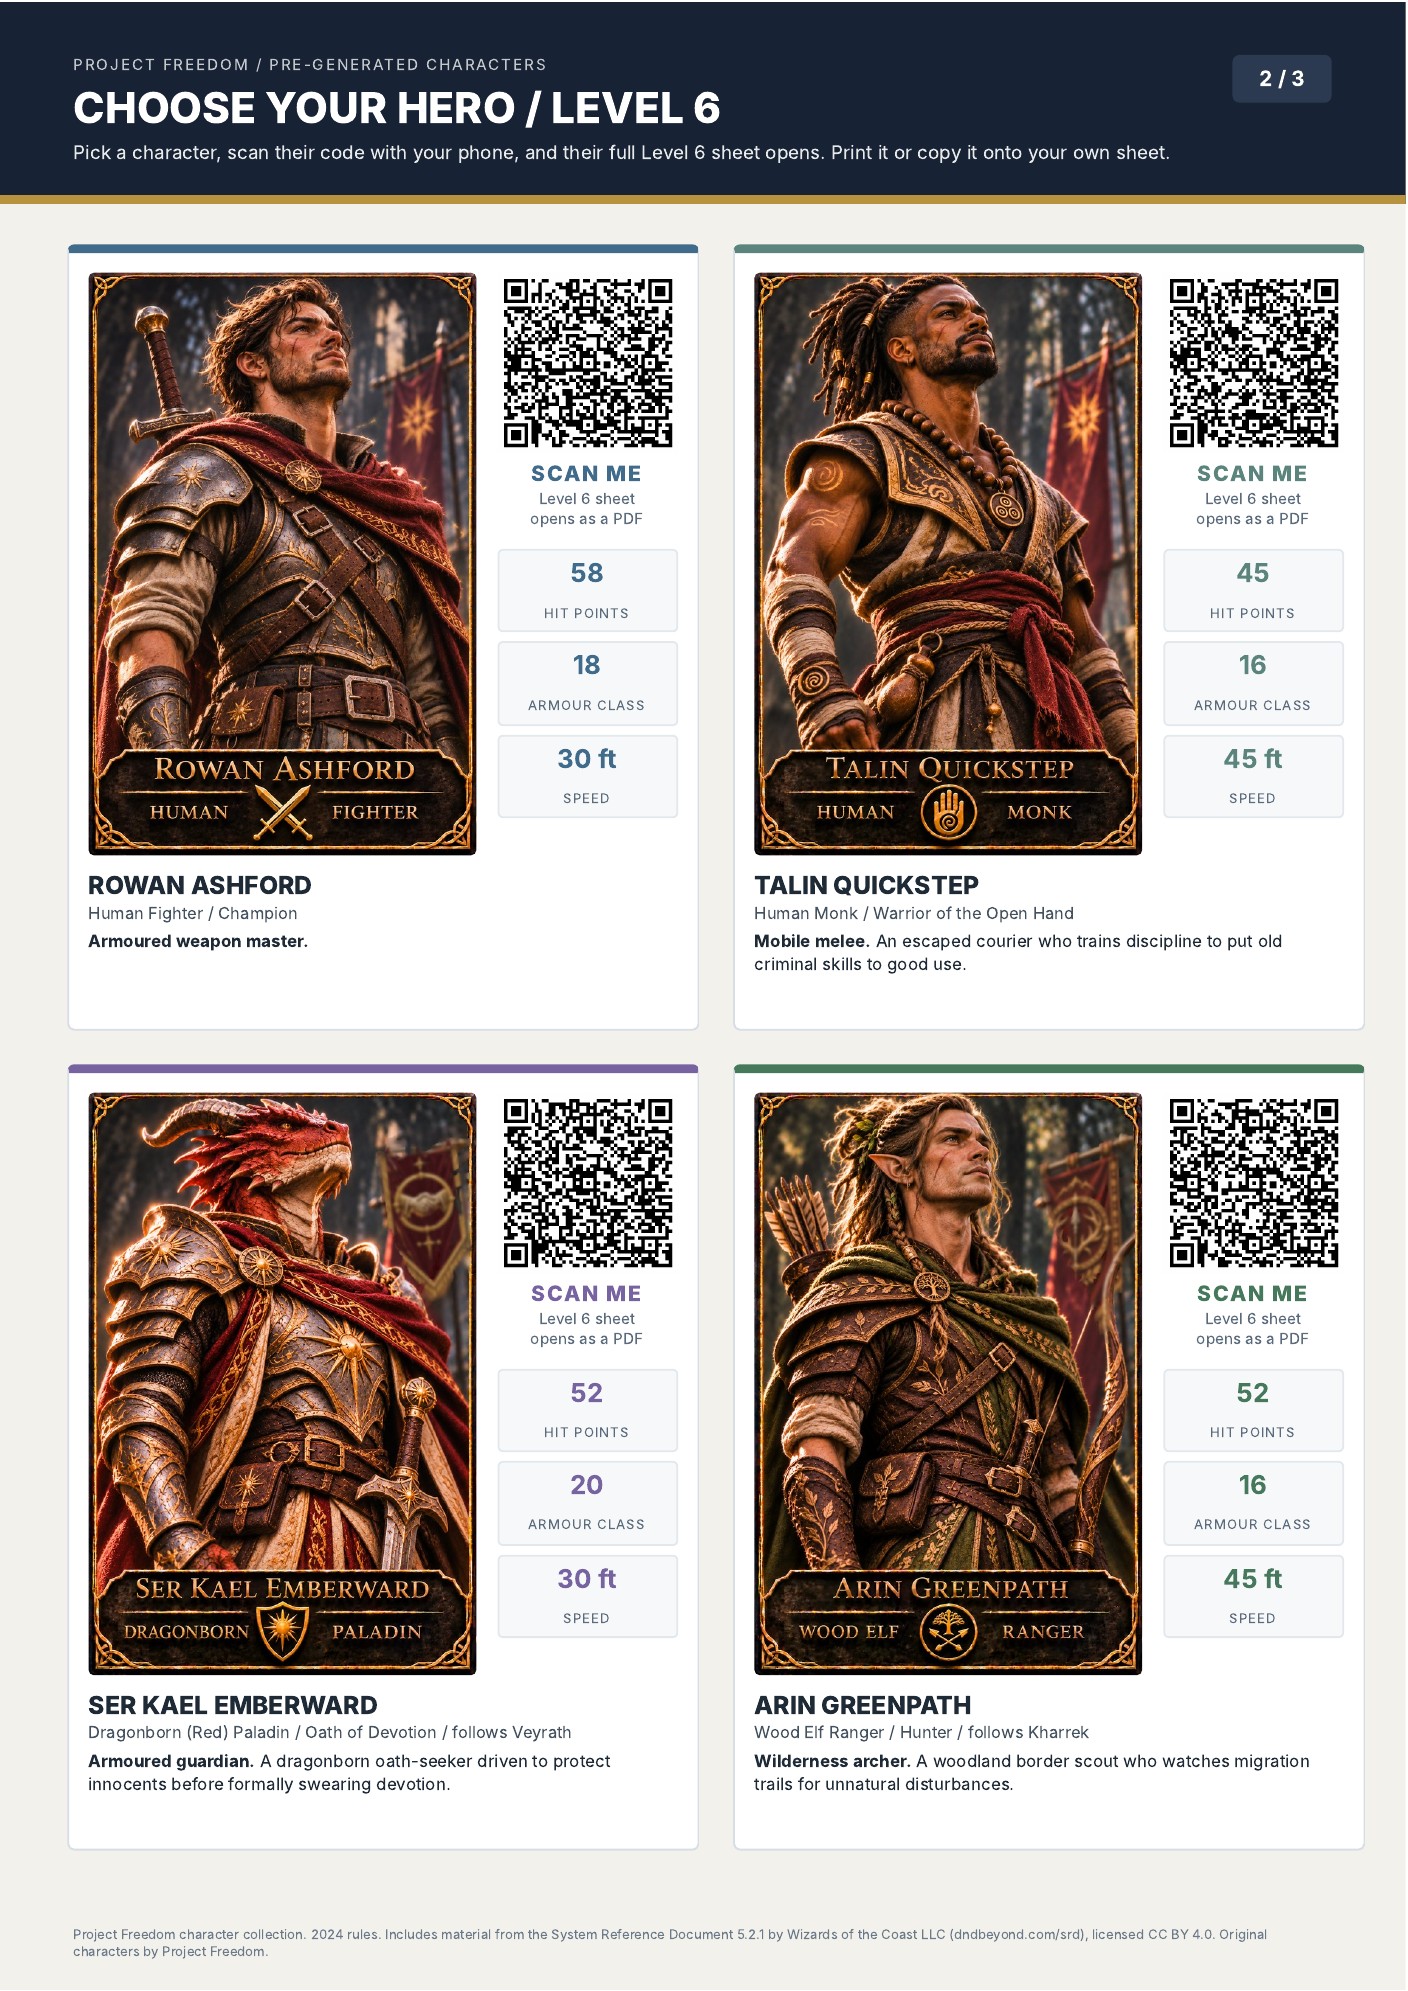 PROJECT FREEDOM / PRE-GENERATED CHARACTERS
CHOOSE YOUR HERO / LEVEL 6
Pick a character, scan their code with your phone, and their full Level 6 sheet opens. Print it or copy it onto your own sheet.
2 / 3
ROWAN ASHFORD
HUMAN FIGHTER
SCAN ME
Level 6 sheet
opens as a PDF
58
HIT POINTS
18
ARMOUR CLASS
30 ft
SPEED
ROWAN ASHFORD
Human Fighter / Champion
Armoured weapon master.
TALIN QUICKSTEP
HUMAN MONK
SCAN ME
Level 6 sheet
opens as a PDF
45
HIT POINTS
16
ARMOUR CLASS
45 ft
SPEED
TALIN QUICKSTEP
Human Monk / Warrior of the Open Hand
Mobile melee. An escaped courier who trains discipline to put old
criminal skills to good use.
SER KAEL EMBERWARD
DRAGONBORN PALADIN
SCAN ME
Level 6 sheet
opens as a PDF
52
HIT POINTS
20
ARMOUR CLASS
30 ft
SPEED
SER KAEL EMBERWARD
Dragonborn (Red) Paladin / Oath of Devotion / follows Veyrath
Armoured guardian. A dragonborn oath-seeker driven to protect
innocents before formally swearing devotion.
ARIN GREENPATH
WOOD ELF RANGER
SCAN ME
Level 6 sheet
opens as a PDF
52
HIT POINTS
16
ARMOUR CLASS
45 ft
SPEED
ARIN GREENPATH
Wood Elf Ranger / Hunter / follows Kharrek
Wilderness archer. A woodland border scout who watches migration
trails for unnatural disturbances.
Project Freedom character collection. 2024 rules. Includes material from the System Reference Document 5.2.1 by Wizards of the Coast LLC (dndbeyond.com/srd), licensed CC BY 4.0. Original
characters by Project Freedom.